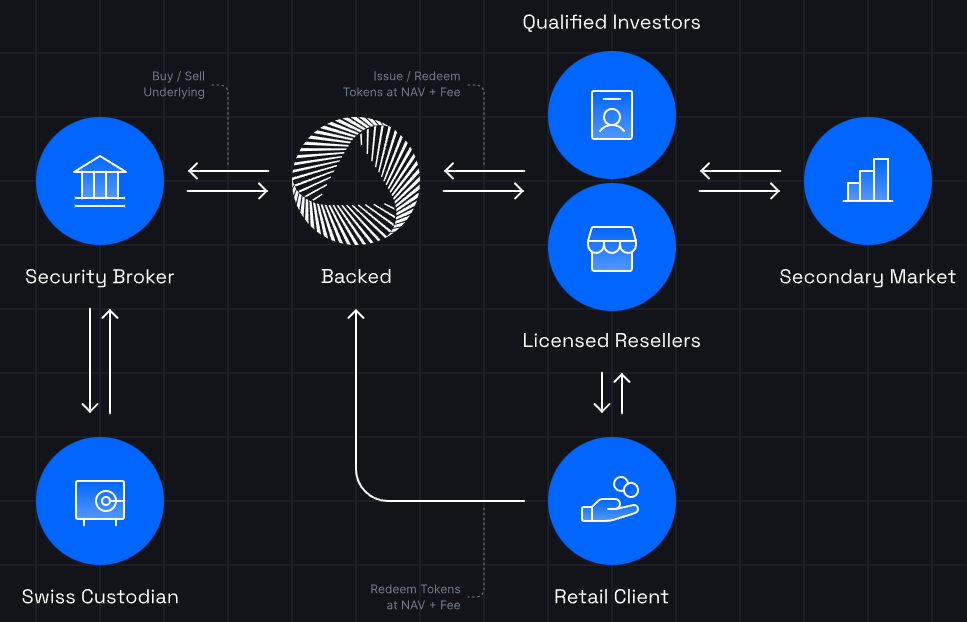 Qualified Investors
Buy / Sell
Underlying
Issue / Redeem
Tokens at NAV + Fee
Security Broker
Backed
Secondary Market
Licensed Resellers
Redeem Tokens
at NAV + Fee
Swiss Custodian
Retail Client